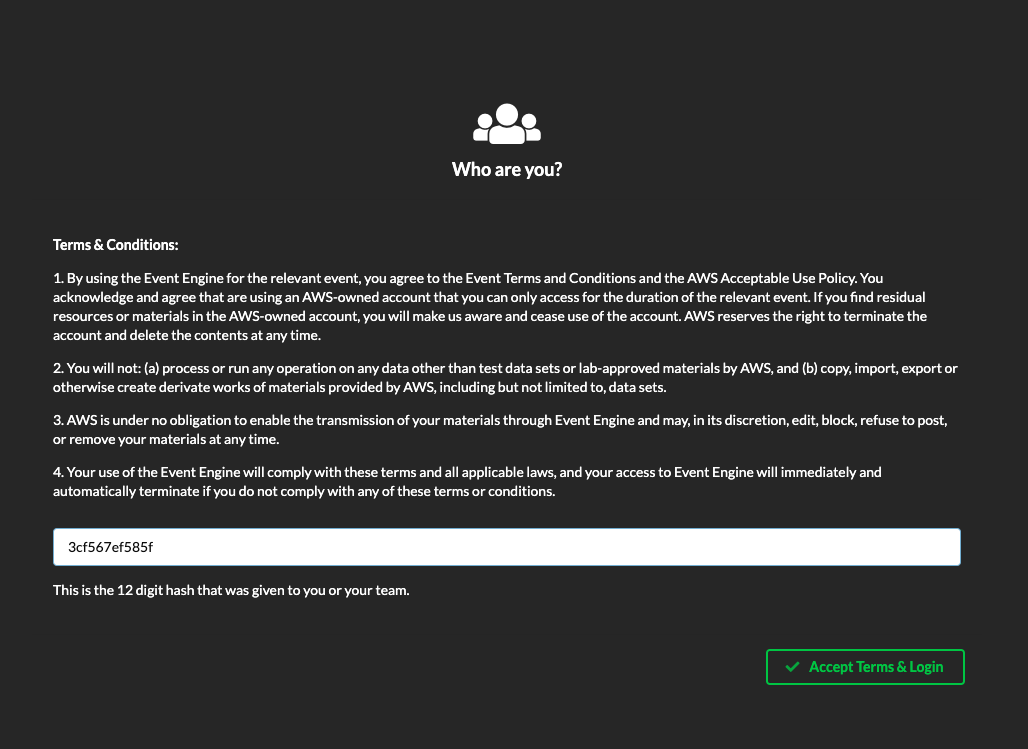 Who are you?
Terms & Conditions:
1. By using the Event Engine for the relevant event, you agree to the Event Terms and Conditions and the AWS Acceptable Use Policy. You
acknowledge and agree that are using an AWS-owned account that you can only access for the duration of the relevant event. If you find residual
resources or materials in the AWS-owned account, you will make us aware and cease use of the account. AWS reserves the right to terminate the
account and delete the contents at any time.
2. You will not: (a) process or run any operation on any data other than test data sets or lab-approved materials by AWS, and (b) copy, import, export or
otherwise create derivate works of materials provided by AWS, including but not limited to, data sets.
3. AWS is under no obligation to enable the transmission of your materials through Event Engine and may, in its discretion, edit, block, refuse to post,
or remove your materials at any time.
4. Your use of the Event Engine will comply with these terms and all applicable laws, and your access to Event Engine will immediately and
automatically terminate if you do not comply with any of these terms or conditions.
3cf567ef585f
This is the 12 digit hash that was given to you or your team.
Accept Terms & Login